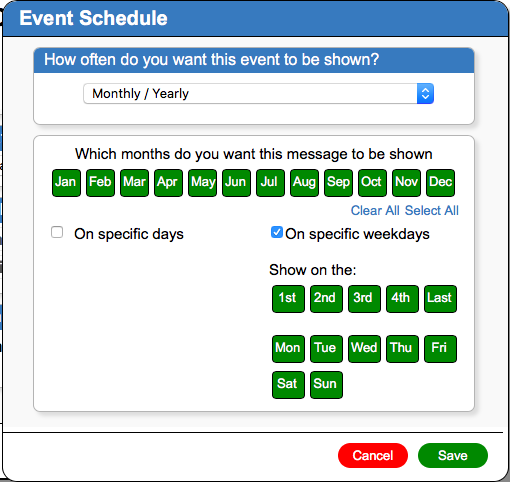 Event Schedule
How often do you want this event to be shown?
Monthly / Yearly
Which months do you want this message to be shown
Jan Feb Mar Apr May Jun Jul Aug Sep Oct Nov Dec
Clear All Select All
On specific days On specific weekdays
Show on the:
1st 2nd 3rd 4th Last
Mon Tue Wed Thu Fri
Sat Sun
Cancel Save